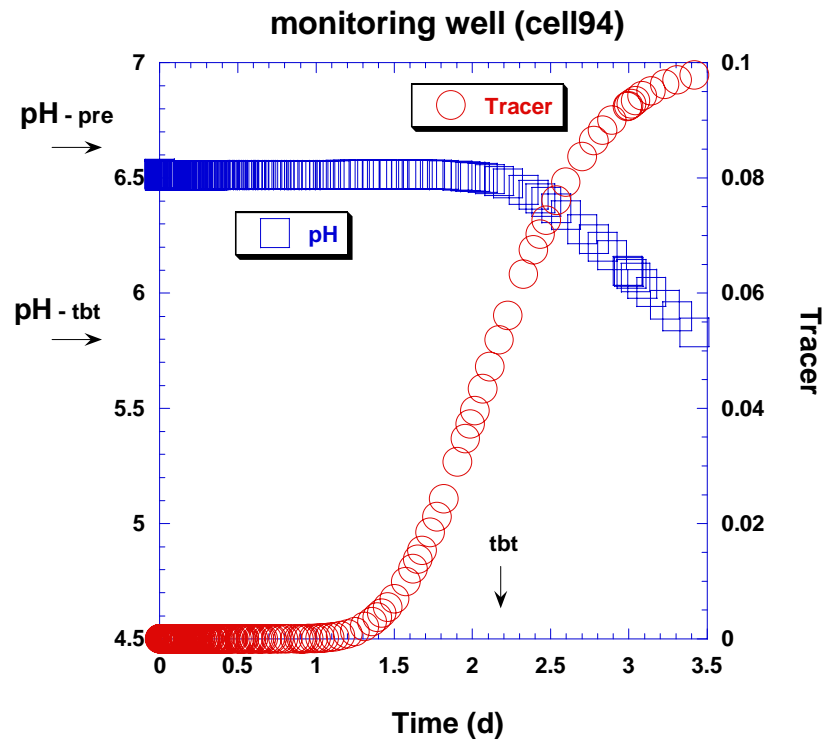 monitoring well (cell94)
7
6.5
6
5.5
5
4.5
pH - pre
pH - tbt
Tracer
pH
tbt
0.1
0.08
0.06
0.04
0.02
0
Tracer
0 0.5 1 1.5 2 2.5 3 3.5
Time (d)